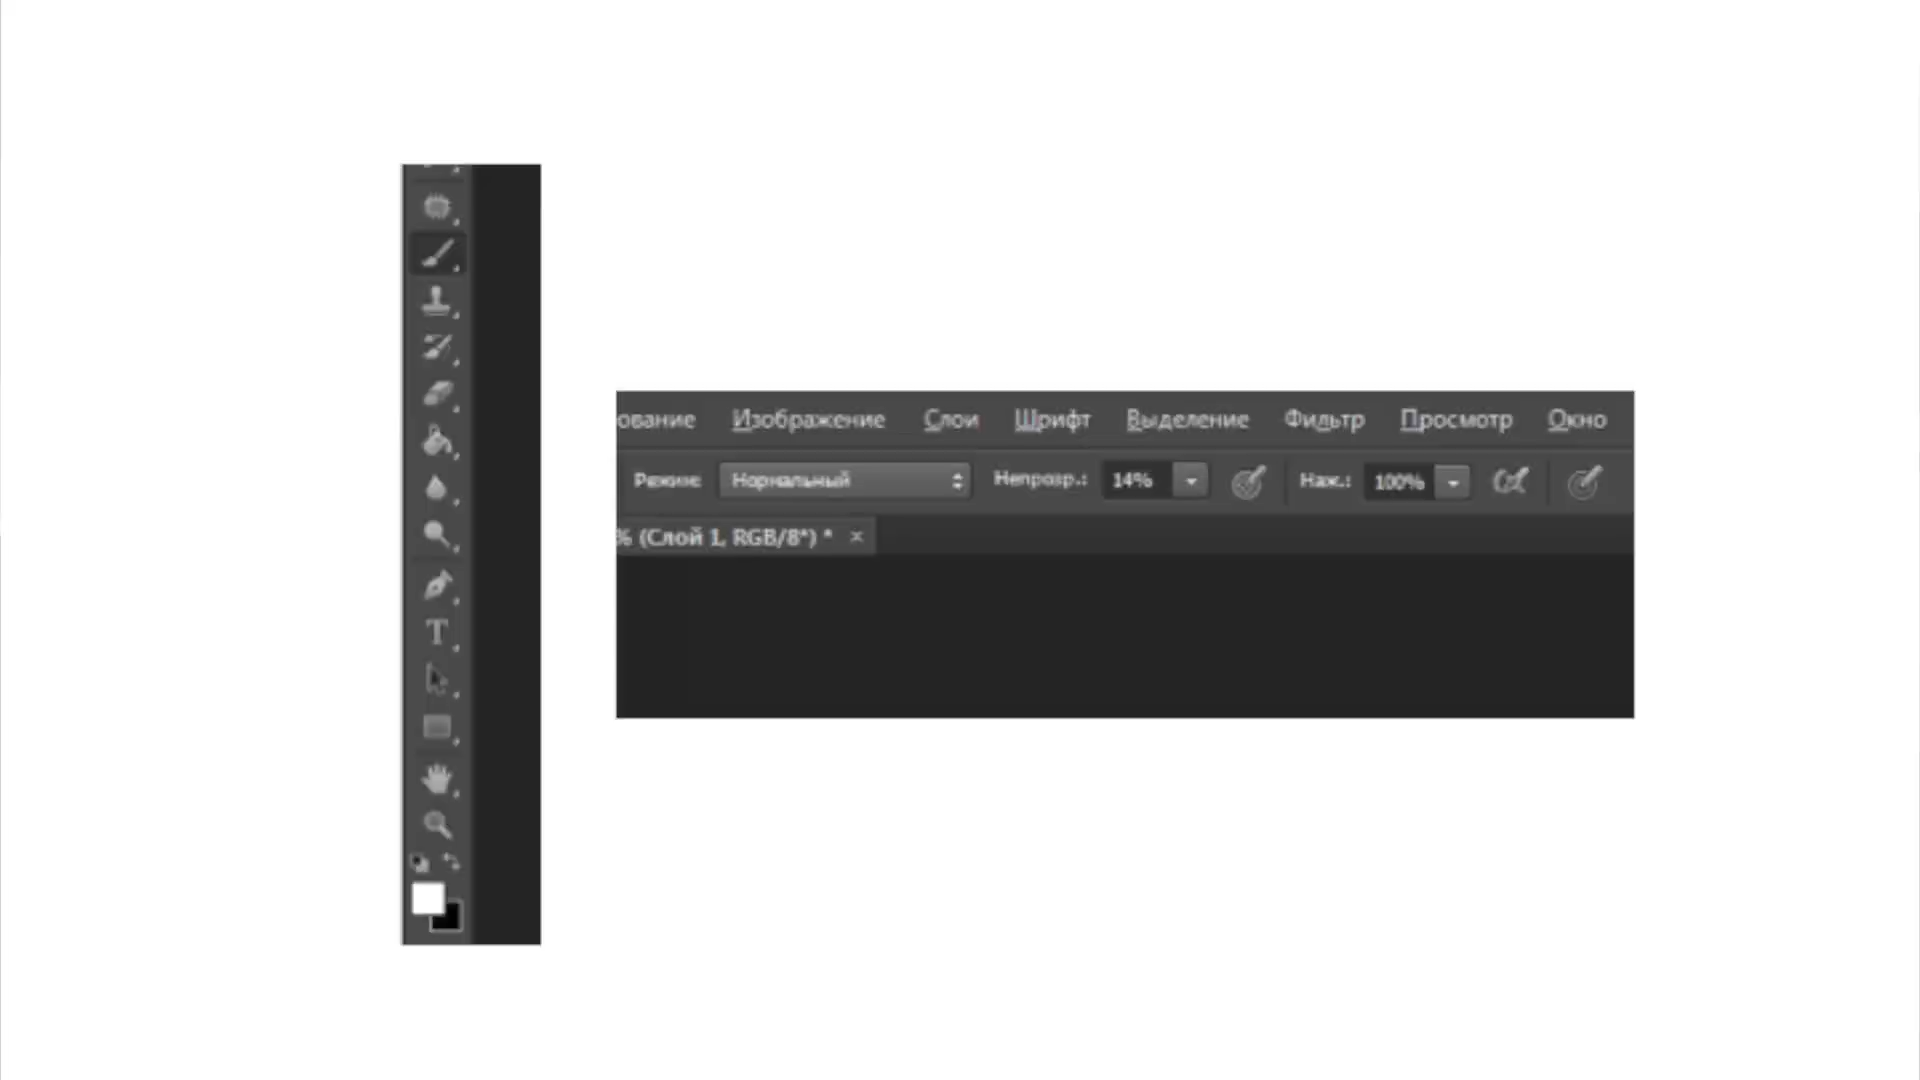 ование Изображение Слои Шрифт Выделение Фильтр Просмотр Окно
Режим: Нормальный Непрозр.: 14% Наж.: 100%
% (Слой 1, RGB/8*) * ×
T